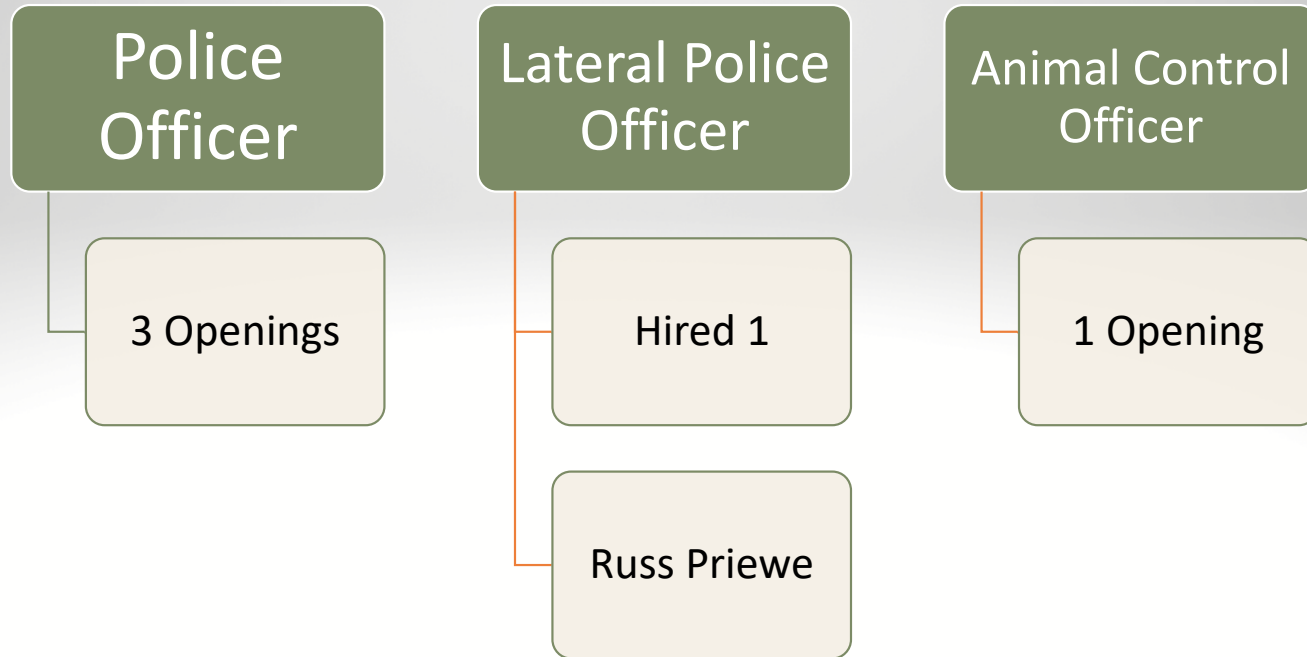 Police
Officer
3 Openings
Lateral Police
Officer
Hired 1
Russ Priewe
Animal Control
Officer
1 Opening